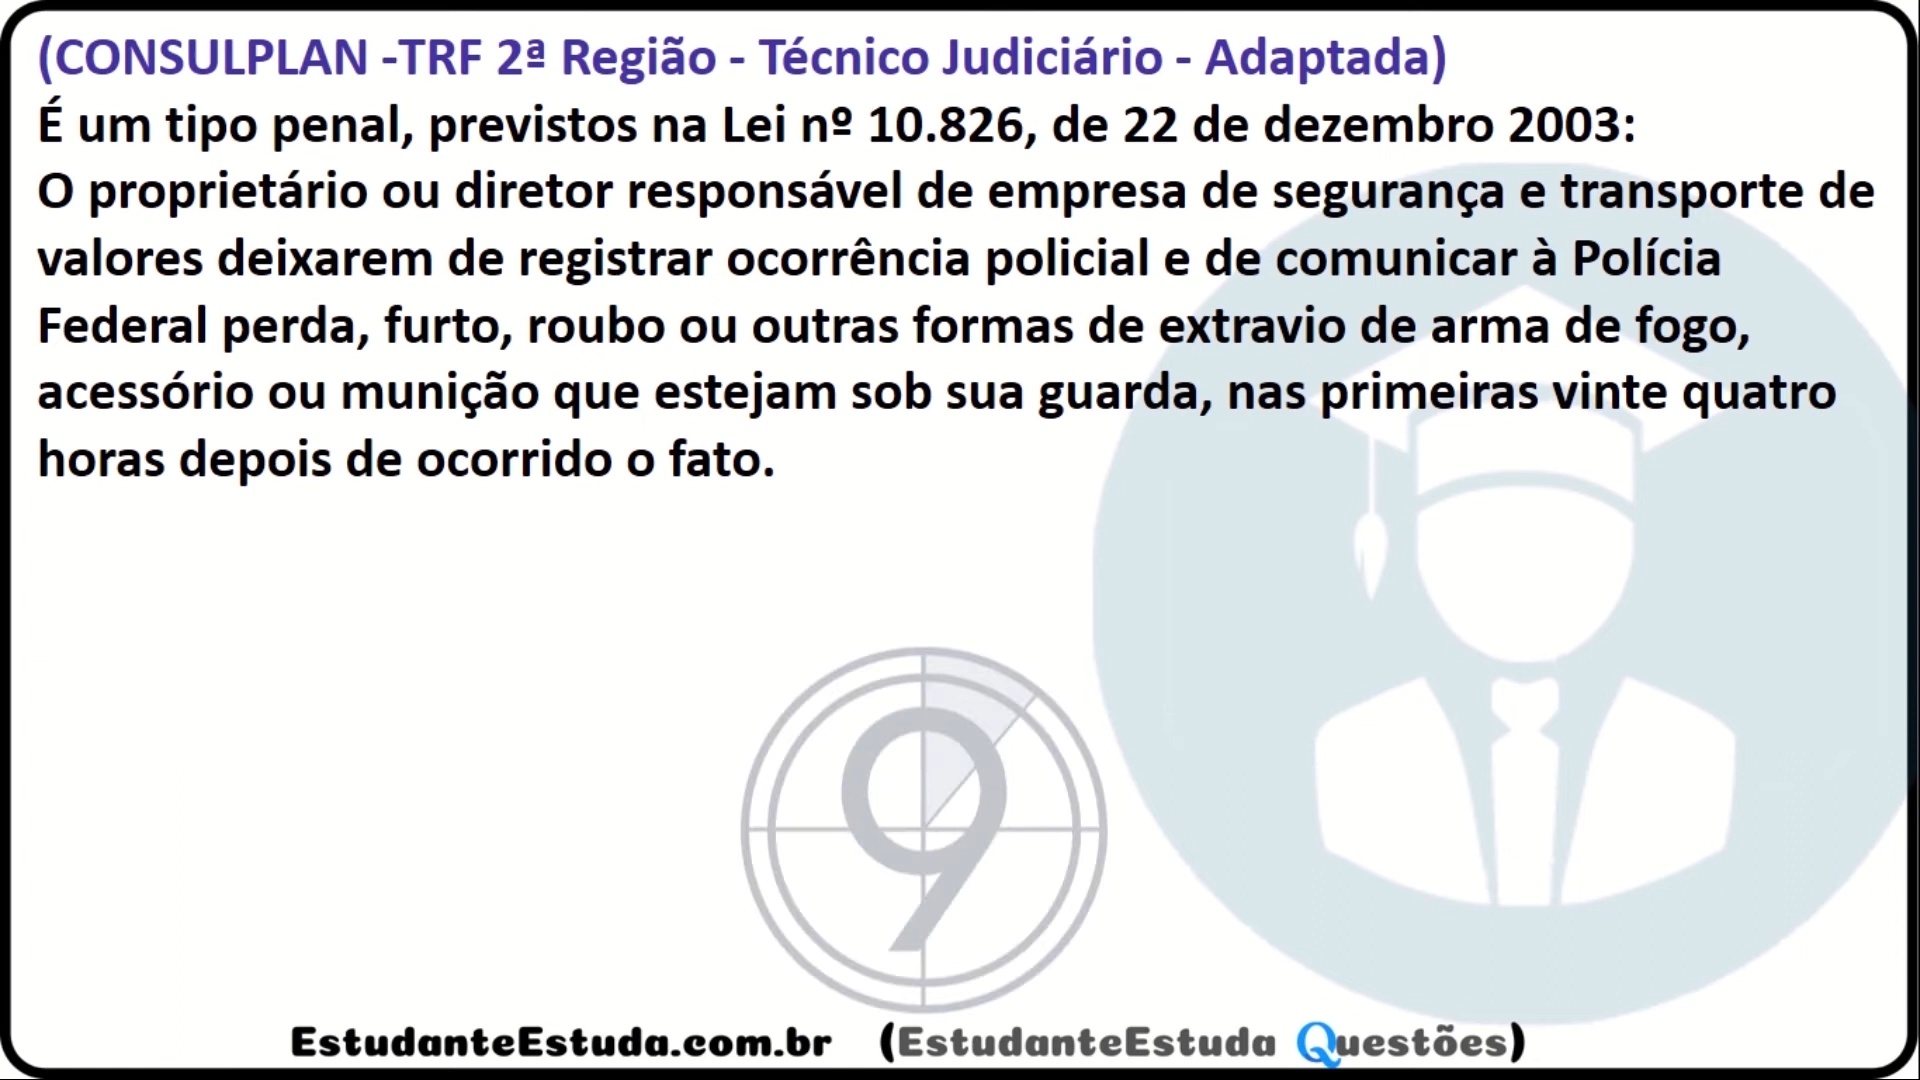 (CONSULPLAN -TRF 2ª Região - Técnico Judiciário - Adaptada)
É um tipo penal, previstos na Lei nº 10.826, de 22 de dezembro 2003:
O proprietário ou diretor responsável de empresa de segurança e transporte de
valores deixarem de registrar ocorrência policial e de comunicar à Polícia
Federal perda, furto, roubo ou outras formas de extravio de arma de fogo,
acessório ou munição que estejam sob sua guarda, nas primeiras vinte quatro
horas depois de ocorrido o fato.
9
EstudanteEstuda.com.br (EstudanteEstuda Questões)